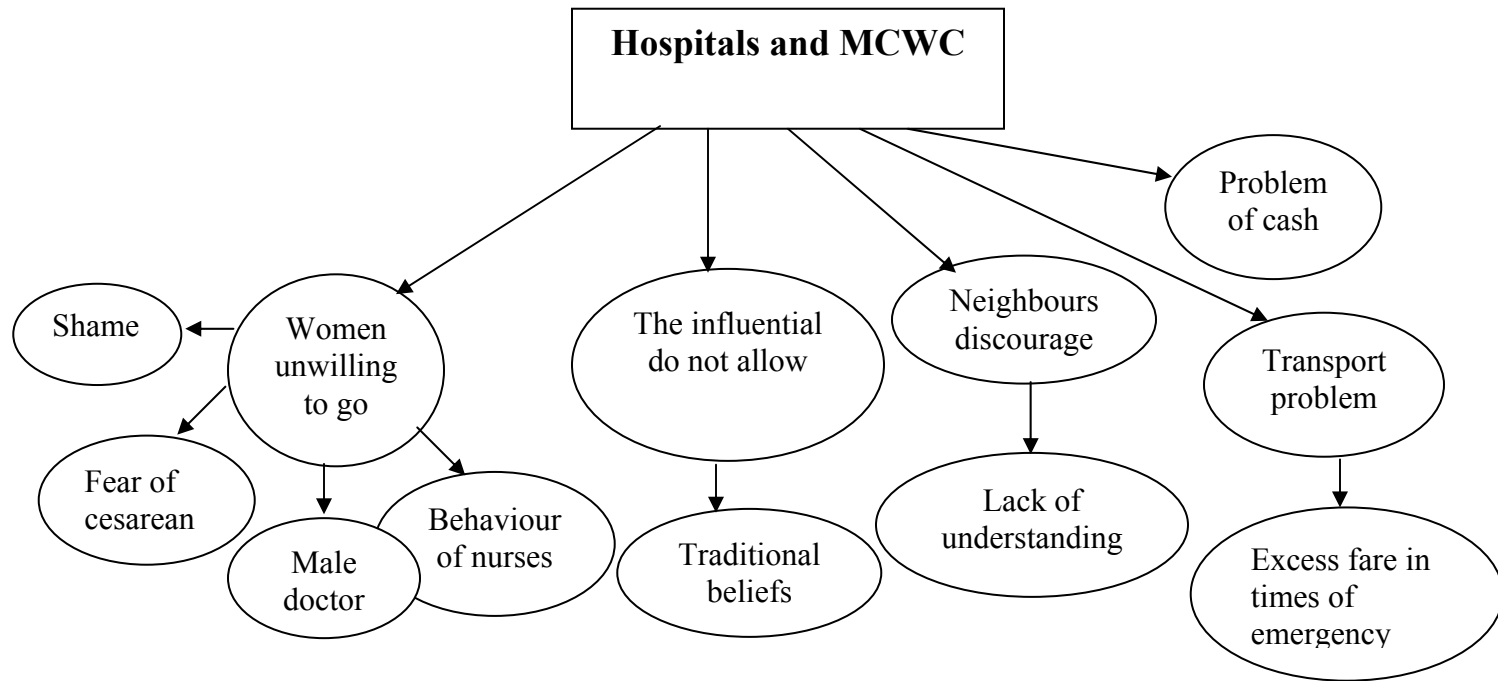 Hospitals and MCWC
Problem
of cash
Shame
Women
unwilling
to go
The influential
do not allow
Neighbours
discourage
Transport
problem
Fear of
cesarean
Male
doctor
Behaviour
of nurses
Traditional
beliefs
Lack of
understanding
Excess fare in
times of
emergency